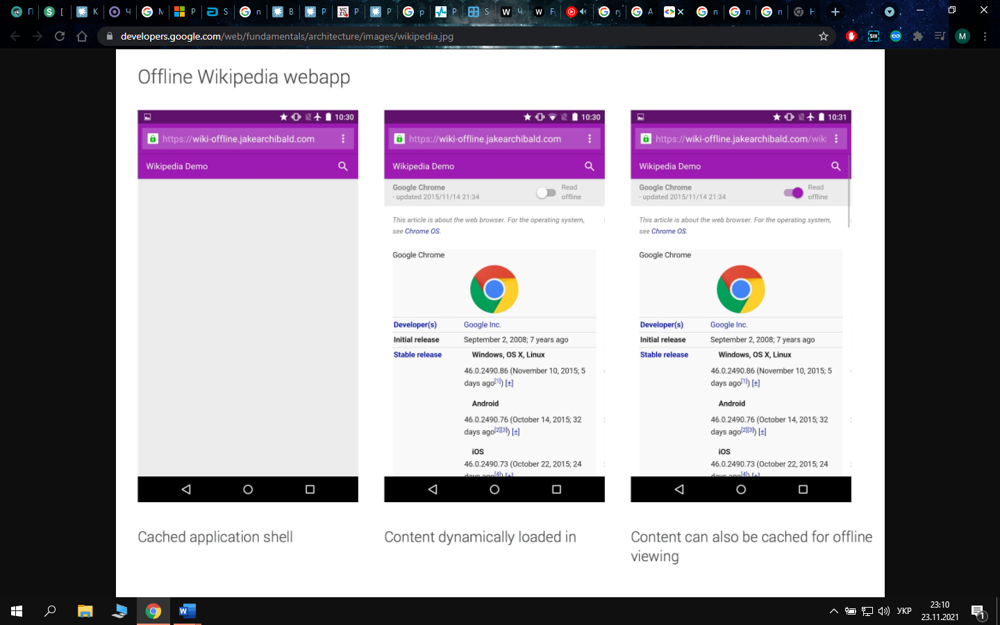 П
[
К
Ч
М
Р
S
п
В
Р
УС
Р
Р
р
Р
S
W
Ч
W
Fу
А
п
п
п
Н
developers.google.com/web/fundamentals/architecture/images/wikipedia.jpg
SIH
M
Offline Wikipedia webapp
10:30
https://wiki-offline.jakearchibald.com
Wikipedia Demo
Cached application shell
10:30
https://wiki-offline.jakearchibald.com
Wikipedia Demo
Google Chrome
- updated 2015/11/14 21:34
Read
offline
This article is about the web browser. For the operating system,
see Chrome OS.
Google Chrome
Developer(s) Google Inc.
Initial release September 2, 2008; 7 years ago
Stable release Windows, OS X, Linux
46.0.2490.86 (November 10, 2015; 5
days ago[1]) [±]
Android
46.0.2490.76 (October 14, 2015; 32
days ago[2][3]) [±]
iOS
46.0.2490.73 (October 22, 2015; 24
days ago[4]) [±]
Content dynamically loaded in
10:31
https://wiki-offline.jakearchibald.com/wiki
Wikipedia Demo
Google Chrome
- updated 2015/11/14 21:34
Read
offline
This article is about the web browser. For the operating system,
see Chrome OS.
Google Chrome
Developer(s) Google Inc.
Initial release September 2, 2008; 7 years ago
Stable release Windows, OS X, Linux
46.0.2490.86 (November 10, 2015; 5
days ago[1]) [±]
Android
46.0.2490.76 (October 14, 2015; 32
days ago[2][3]) [±]
iOS
46.0.2490.73 (October 22, 2015; 24
days ago[4]) [±]
Content can also be cached for offline
viewing
УКР
23:10
23.11.2021
1